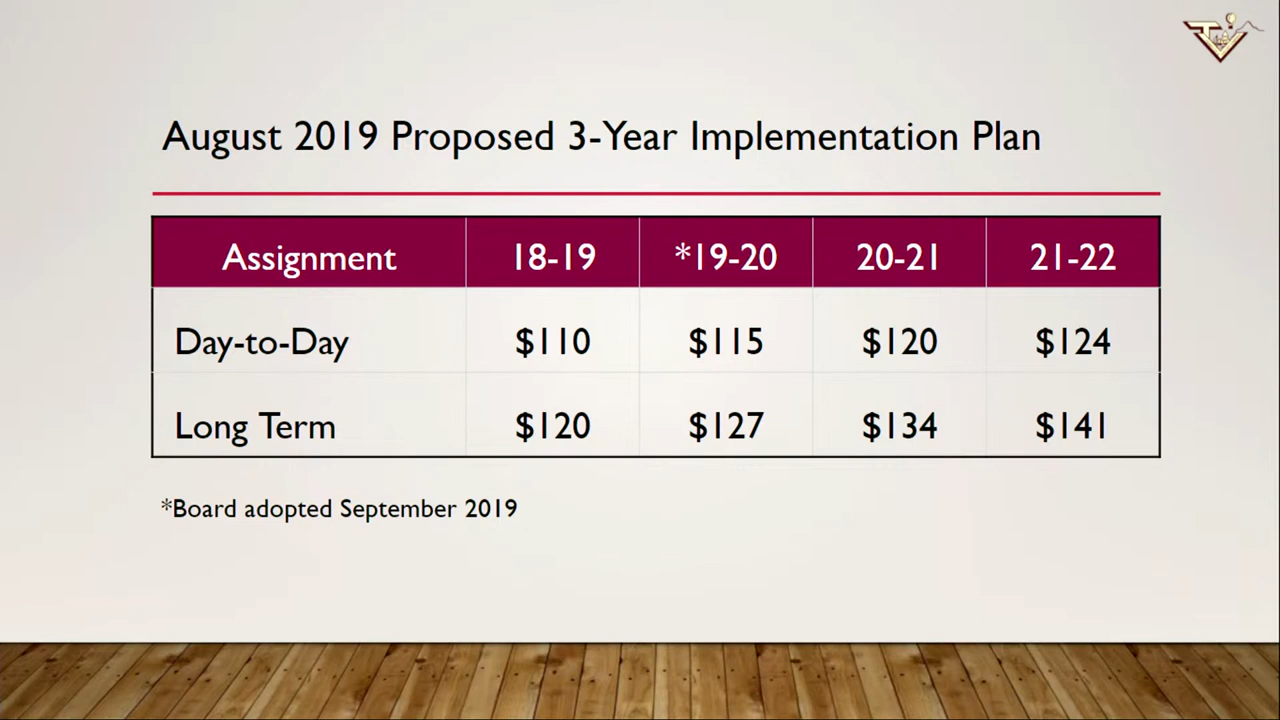 August 2019 Proposed 3-Year Implementation Plan
Assignment 18-19 *19-20 20-21 21-22
Day-to-Day $110 $115 $120 $124
Long Term $120 $127 $134 $141
*Board adopted September 2019
TV